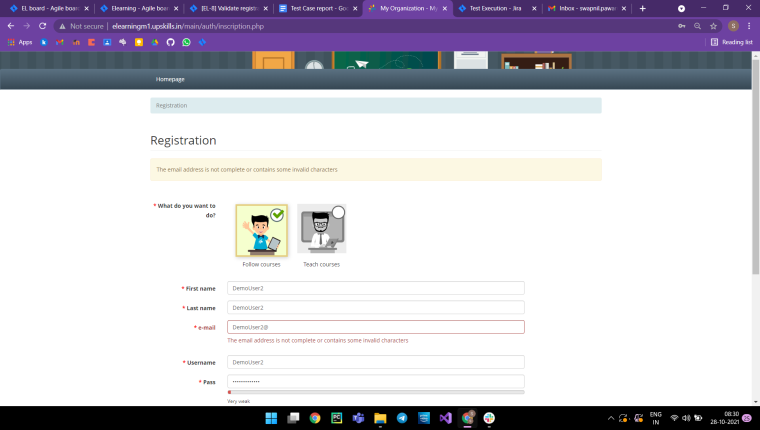 EL board - Agile board
Elearning - Agile board
[EL-8] Validate registr
Test Case report - Goo
My Organization - My
Test Execution - Jira
Inbox - swapnil.pawar
Not secure | elearningm1.upskills.in/main/auth/inscription.php
S
Apps
Reading list
Homepage
Registration
Registration
The email address is not complete or contains some invalid characters
* What do you want to do?
Follow courses
Teach courses
* First name
DemoUser2
* Last name
DemoUser2
* e-mail
DemoUser2@
The email address is not complete or contains some invalid characters
* Username
DemoUser2
* Pass
•••••••••••••
Very weak
ENG
IN
08:30
28-10-2021